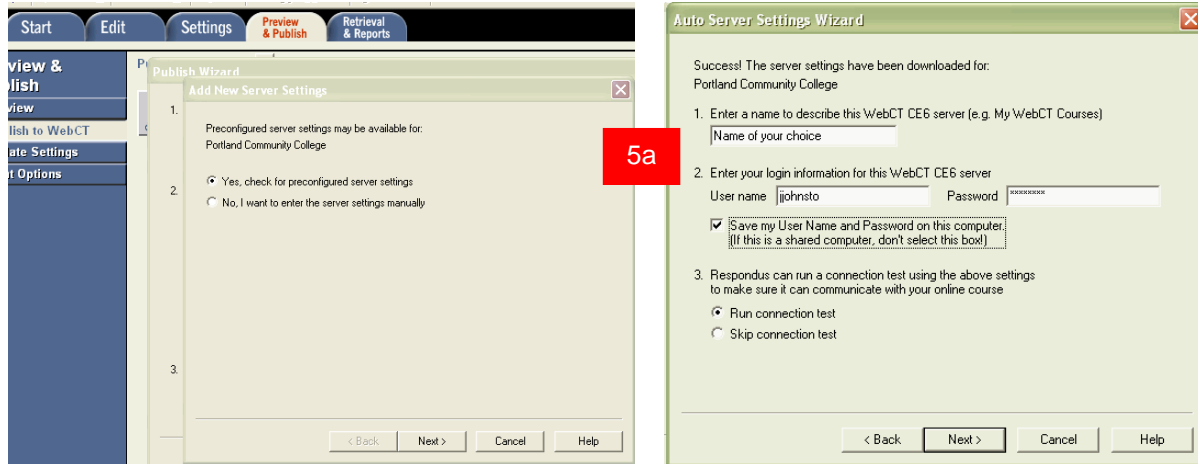 Start
Edit
Settings
Preview
& Publish
Retrieval
& Reports
view &
lish
view
lish to WebCT
ate Settings
t Options
Publish Wizard
Add New Server Settings
1.
Preconfigured server settings may be available for:
Portland Community College
2.
Yes, check for preconfigured server settings
No, I want to enter the server settings manually
3.
< Back
Next >
Cancel
Help
5a
Auto Server Settings Wizard
Success! The server settings have been downloaded for:
Portland Community College
1. Enter a name to describe this WebCT CE6 server (e.g. My WebCT Courses)
Name of your choice
2. Enter your login information for this WebCT CE6 server
User name jjohnsto Password xxxxxxxx
Save my User Name and Password on this computer.
(If this is a shared computer, don't select this box!)
3. Respondus can run a connection test using the above settings
to make sure it can communicate with your online course
Run connection test
Skip connection test
< Back Next > Cancel Help